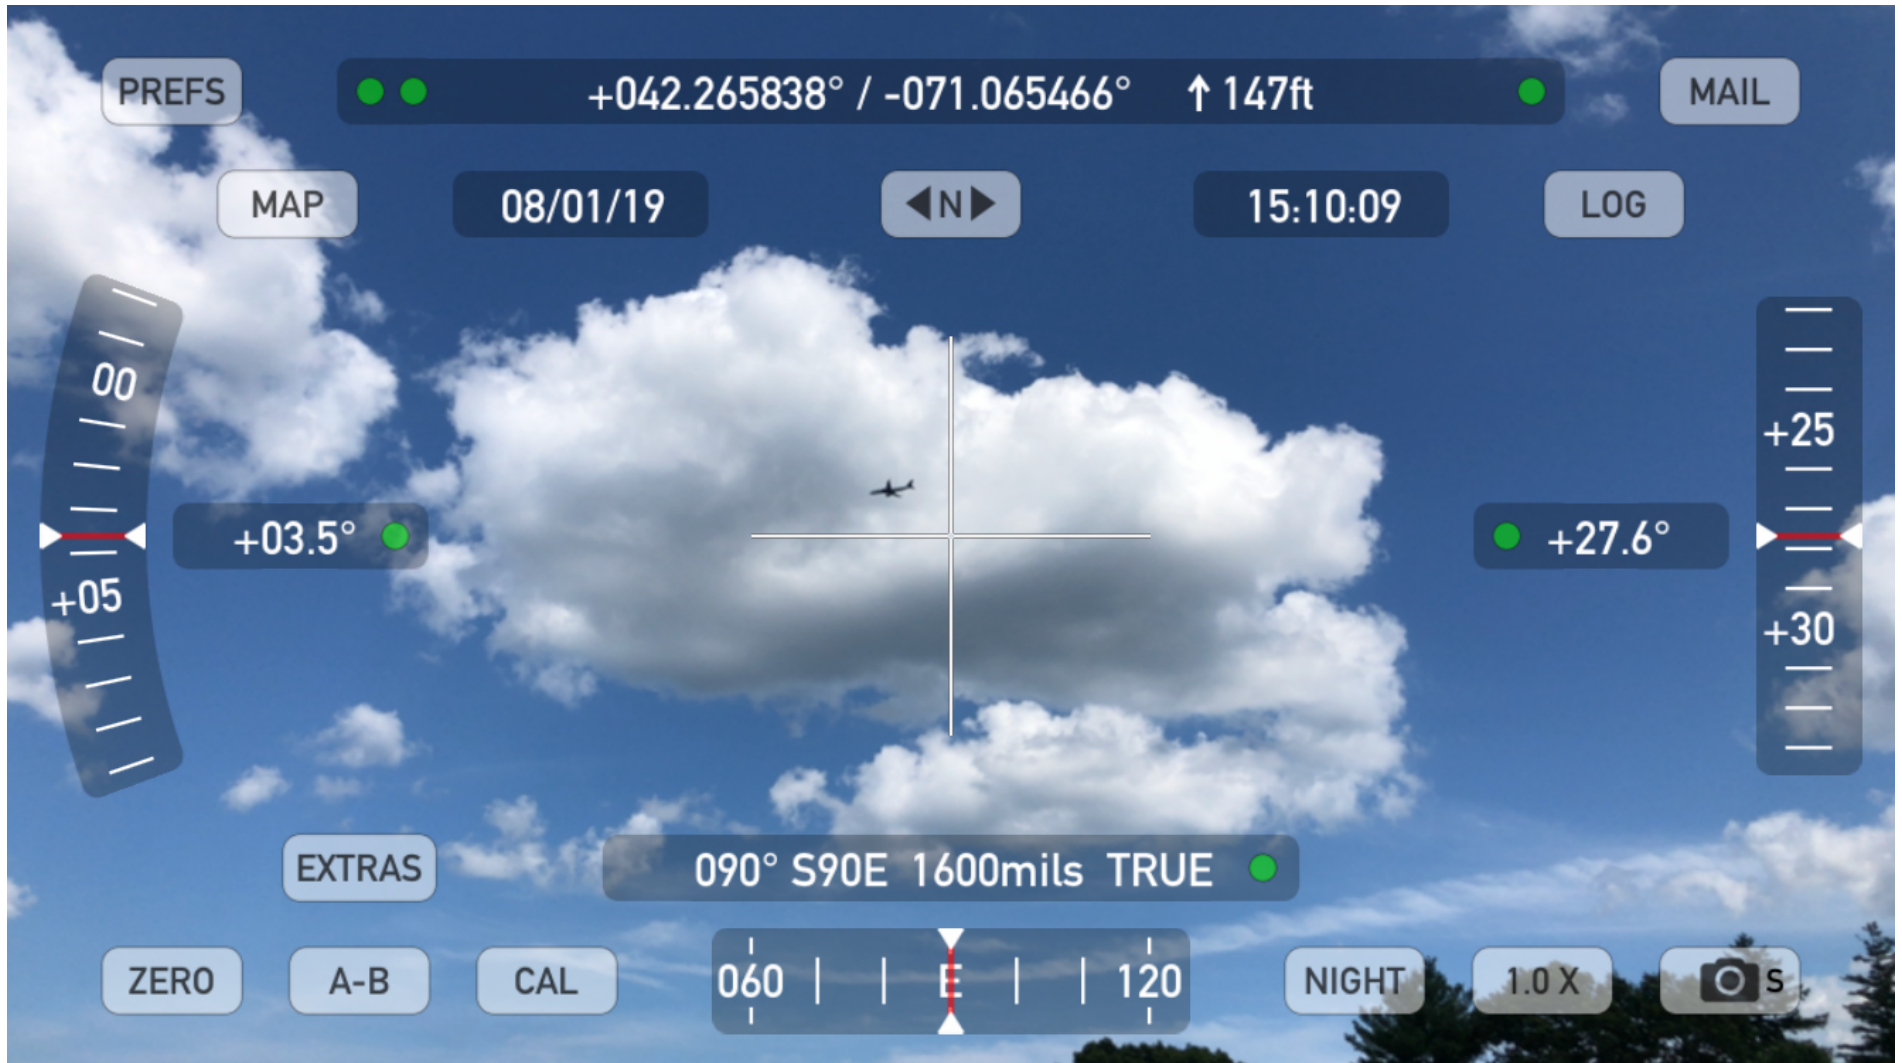 PREFS
+042.265838° / -071.065466° ↑ 147ft
MAIL
MAP
08/01/19
◀N▶
15:10:09
LOG
00
+05
+03.5°
+27.6°
+25
+30
EXTRAS
090° S90E 1600mils TRUE
ZERO
A-B
CAL
060 E 120
NIGHT
1.0 X
S